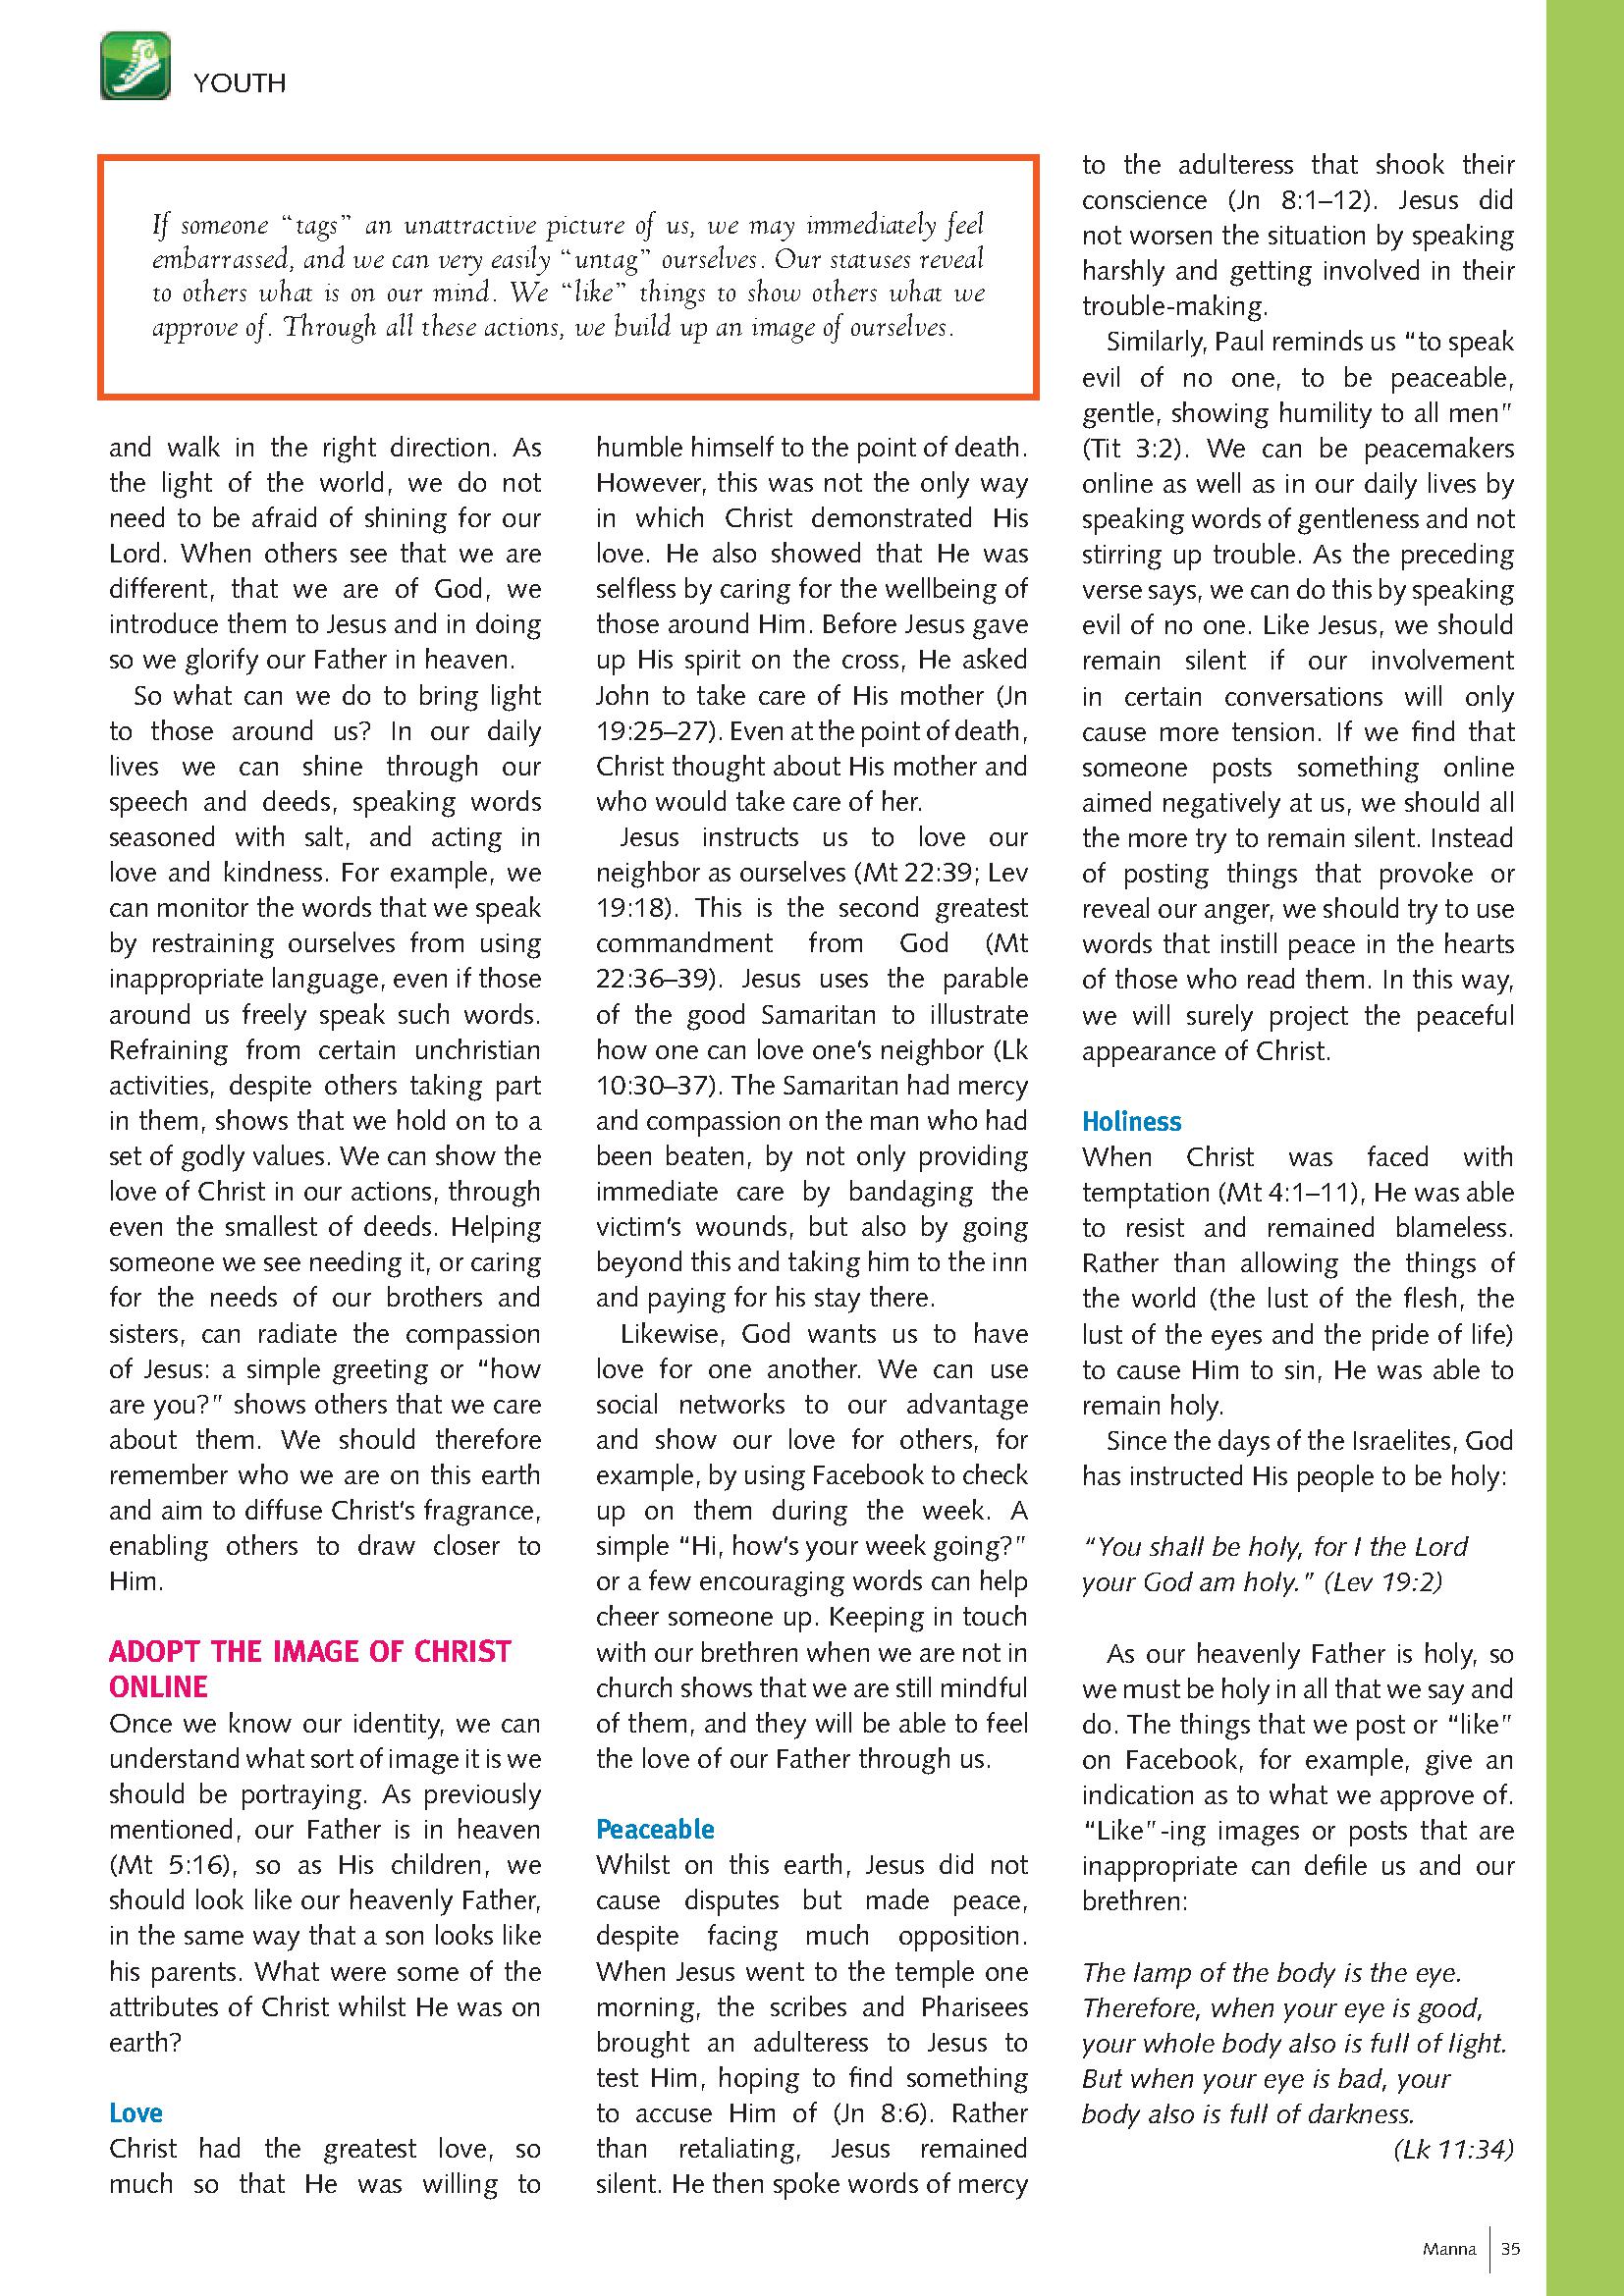 YOUTH
If someone “tags” an unattractive picture of us, we may immediately feel
embarrassed, and we can very easily “untag” ourselves. Our statuses reveal
to others what is on our mind. We “like” things to show others what we
approve of. Through all these actions, we build up an image of ourselves.
and walk in the right direction. As
the light of the world, we do not
need to be afraid of shining for our
Lord. When others see that we are
different, that we are of God, we
introduce them to Jesus and in doing
so we glorify our Father in heaven.
So what can we do to bring light
to those around us? In our daily
lives we can shine through our
speech and deeds, speaking words
seasoned with salt, and acting in
love and kindness. For example, we
can monitor the words that we speak
by restraining ourselves from using
inappropriate language, even if those
around us freely speak such words.
Refraining from certain unchristian
activities, despite others taking part
in them, shows that we hold on to a
set of godly values. We can show the
love of Christ in our actions, through
even the smallest of deeds. Helping
someone we see needing it, or caring
for the needs of our brothers and
sisters, can radiate the compassion
of Jesus: a simple greeting or “how
are you?” shows others that we care
about them. We should therefore
remember who we are on this earth
and aim to diffuse Christ’s fragrance,
enabling others to draw closer to
Him.
ADOPT THE IMAGE OF CHRIST
ONLINE
Once we know our identity, we can
understand what sort of image it is we
should be portraying. As previously
mentioned, our Father is in heaven
(Mt 5:16), so as His children, we
should look like our heavenly Father,
in the same way that a son looks like
his parents. What were some of the
attributes of Christ whilst He was on
earth?
Love
Christ had the greatest love, so
much so that He was willing to
humble himself to the point of death.
However, this was not the only way
in which Christ demonstrated His
love. He also showed that He was
selfless by caring for the wellbeing of
those around Him. Before Jesus gave
up His spirit on the cross, He asked
John to take care of His mother (Jn
19:25–27). Even at the point of death,
Christ thought about His mother and
who would take care of her.
Jesus instructs us to love our
neighbor as ourselves (Mt 22:39; Lev
19:18). This is the second greatest
commandment from God (Mt
22:36–39). Jesus uses the parable
of the good Samaritan to illustrate
how one can love one’s neighbor (Lk
10:30–37). The Samaritan had mercy
and compassion on the man who had
been beaten, by not only providing
immediate care by bandaging the
victim’s wounds, but also by going
beyond this and taking him to the inn
and paying for his stay there.
Likewise, God wants us to have
love for one another. We can use
social networks to our advantage
and show our love for others, for
example, by using Facebook to check
up on them during the week. A
simple “Hi, how’s your week going?”
or a few encouraging words can help
cheer someone up. Keeping in touch
with our brethren when we are not in
church shows that we are still mindful
of them, and they will be able to feel
the love of our Father through us.
Peaceable
Whilst on this earth, Jesus did not
cause disputes but made peace,
despite facing much opposition.
When Jesus went to the temple one
morning, the scribes and Pharisees
brought an adulteress to Jesus to
test Him, hoping to find something
to accuse Him of (Jn 8:6). Rather
than retaliating, Jesus remained
silent. He then spoke words of mercy
to the adulteress that shook their
conscience (Jn 8:1–12). Jesus did
not worsen the situation by speaking
harshly and getting involved in their
trouble-making.
Similarly, Paul reminds us “to speak
evil of no one, to be peaceable,
gentle, showing humility to all men”
(Tit 3:2). We can be peacemakers
online as well as in our daily lives by
speaking words of gentleness and not
stirring up trouble. As the preceding
verse says, we can do this by speaking
evil of no one. Like Jesus, we should
remain silent if our involvement
in certain conversations will only
cause more tension. If we find that
someone posts something online
aimed negatively at us, we should all
the more try to remain silent. Instead
of posting things that provoke or
reveal our anger, we should try to use
words that instill peace in the hearts
of those who read them. In this way,
we will surely project the peaceful
appearance of Christ.
Holiness
When Christ was faced with
temptation (Mt 4:1–11), He was able
to resist and remained blameless.
Rather than allowing the things of
the world (the lust of the flesh, the
lust of the eyes and the pride of life)
to cause Him to sin, He was able to
remain holy.
Since the days of the Israelites, God
has instructed His people to be holy:
“You shall be holy, for I the Lord
your God am holy.” (Lev 19:2)
As our heavenly Father is holy, so
we must be holy in all that we say and
do. The things that we post or “like”
on Facebook, for example, give an
indication as to what we approve of.
“Like”-ing images or posts that are
inappropriate can defile us and our
brethren:
The lamp of the body is the eye.
Therefore, when your eye is good,
your whole body also is full of light.
But when your eye is bad, your
body also is full of darkness.
(Lk 11:34)
Manna 35